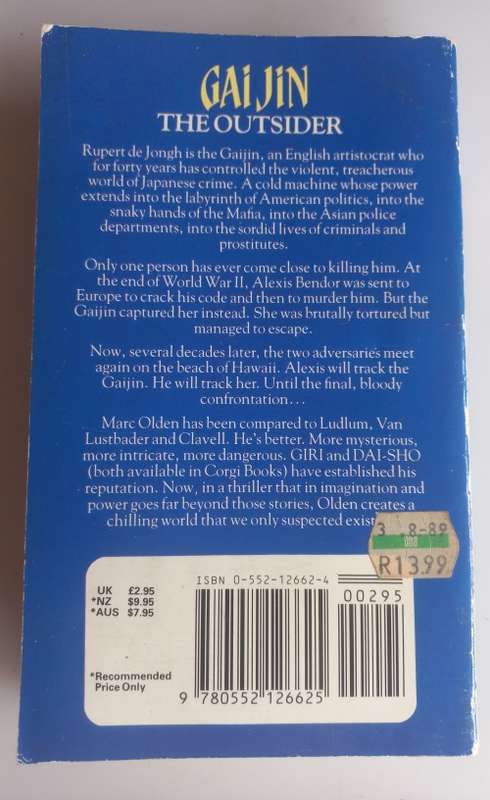 GAIJIN
THE OUTSIDER
Rupert de Jongh is the Gaijin, an English artistocrat who
for forty years has controlled the violent, treacherous
world of Japanese crime. A cold machine whose power
extends into the labyrinth of American politics, into the
snaky hands of the Mafia, into the Asian police
departments, into the sordid lives of criminals and
prostitutes.
Only one person has ever come close to killing him. At
the end of World War II, Alexis Bendor was sent to
Europe to crack his code and then to murder him. But the
Gaijin captured her instead. She was brutally tortured but
managed to escape.
Now, several decades later, the two adversaries meet
again on the beach of Hawaii. Alexis will track the
Gaijin. He will track her. Until the final, bloody
confrontation...
Marc Olden has been compared to Ludlum, Van
Lustbader and Clavell. He's better. More mysterious,
more intricate, more dangerous. GIRI and DAI-SHO
(both available in Corgi Books) have established his
reputation. Now, in a thriller that in imagination and
power goes far beyond those stories, Olden creates a
chilling world that we only suspected exist
3 8-89
R13.99
ISBN 0-552-12662-4
00295
UK £2.95
*NZ $9.95
*AUS $7.95
*Recommended
Price Only
9 780552 126625